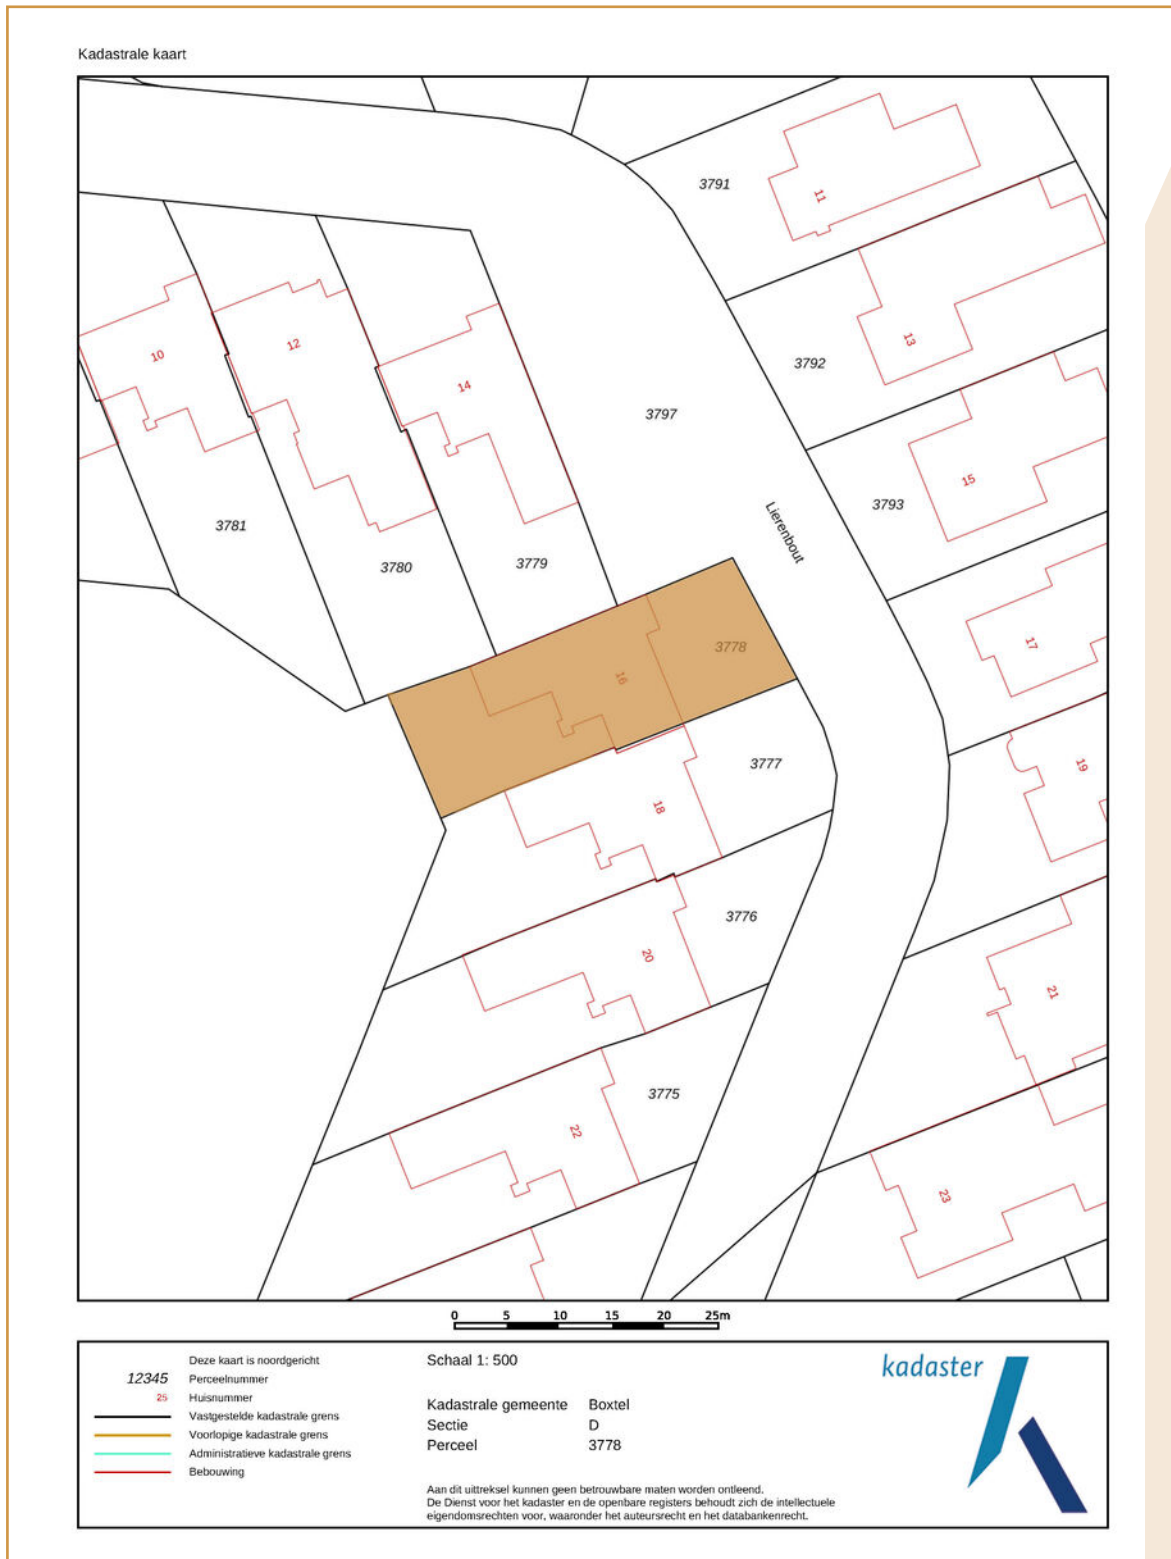 Kadastrale kaart
3791
11
3792
13
10
12
14
3797
3793
15
Lierenbout
3781
3780
3779
17
3778
16
3777
19
18
3776
20
21
3775
22
23
0 5 10 15 20 25m
Deze kaart is noordgericht
12345 Perceelnummer
25 Huisnummer
Vastgestelde kadastrale grens
Voorlopige kadastrale grens
Administratieve kadastrale grens
Bebouwing
Schaal 1: 500
Kadastrale gemeente Boxtel
Sectie D
Perceel 3778
Aan dit uittreksel kunnen geen betrouwbare maten worden ontleend.
De Dienst voor het kadaster en de openbare registers behoudt zich de intellectuele
eigendomsrechten voor, waaronder het auteursrecht en het databankenrecht.
kadaster